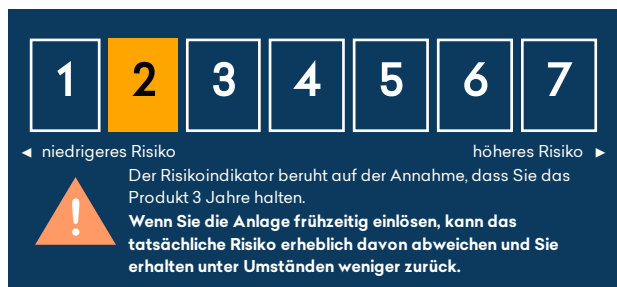 1 2 3 4 5 6 7
◄ niedrigeres Risiko höheres Risiko ►
Der Risikoindikator beruht auf der Annahme, dass Sie das
Produkt 3 Jahre halten.
!
Wenn Sie die Anlage frühzeitig einlösen, kann das
tatsächliche Risiko erheblich davon abweichen und Sie
erhalten unter Umständen weniger zurück.